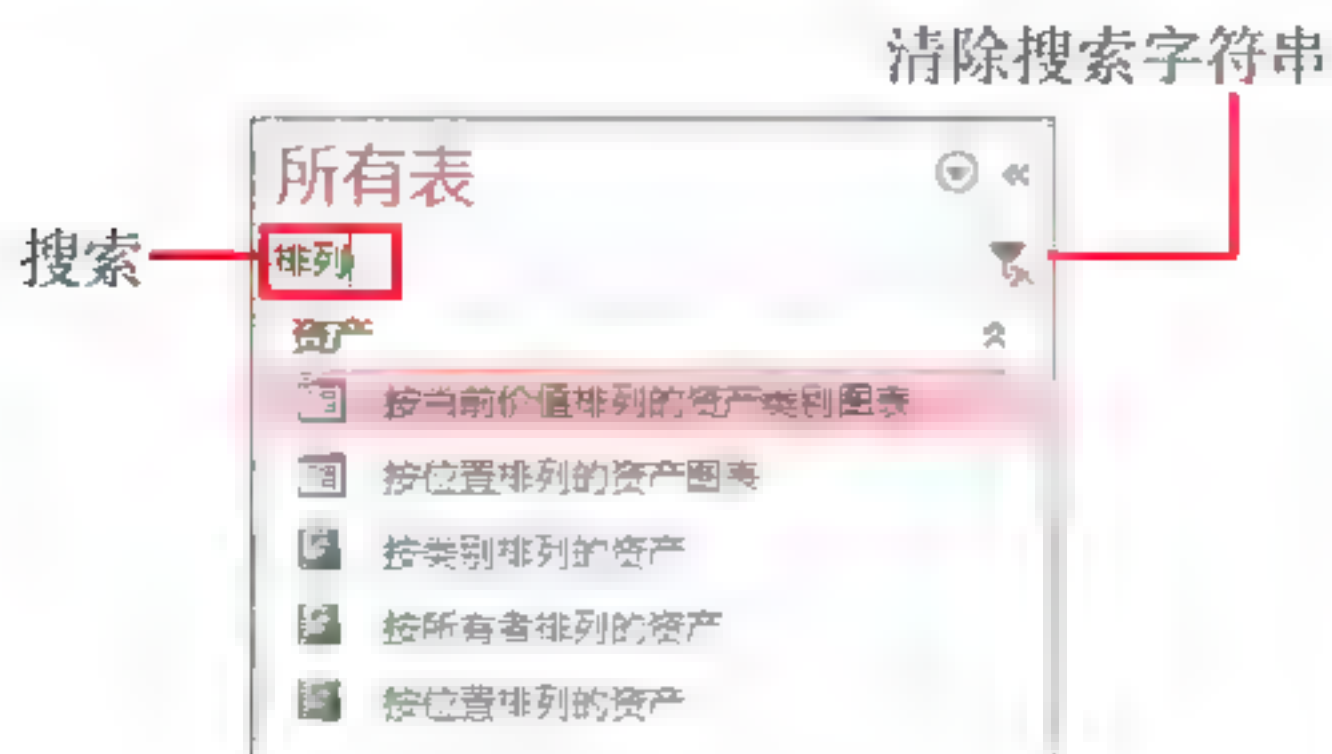 清除搜索字符串
所有表
搜索
排列
资产
按当前价值排列的资产类别图表
按位置排列的资产图表
按类别排列的资产
按所有者排列的资产
按位置排列的资产